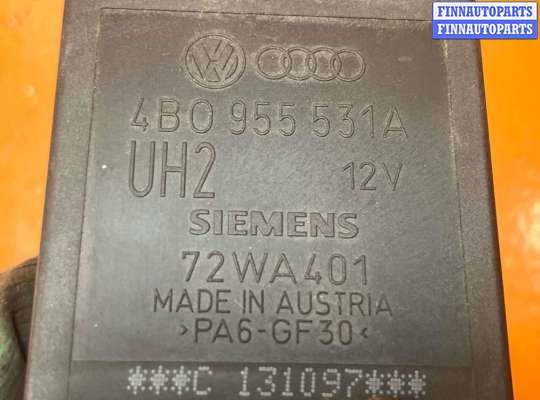 FINNAUTOPARTS
FINNAUTOPARTS
4B0 955 531A
UH2 12V
SIEMENS
72WA401
MADE IN AUSTRIA
>PA6-GF30<
***C 131097***